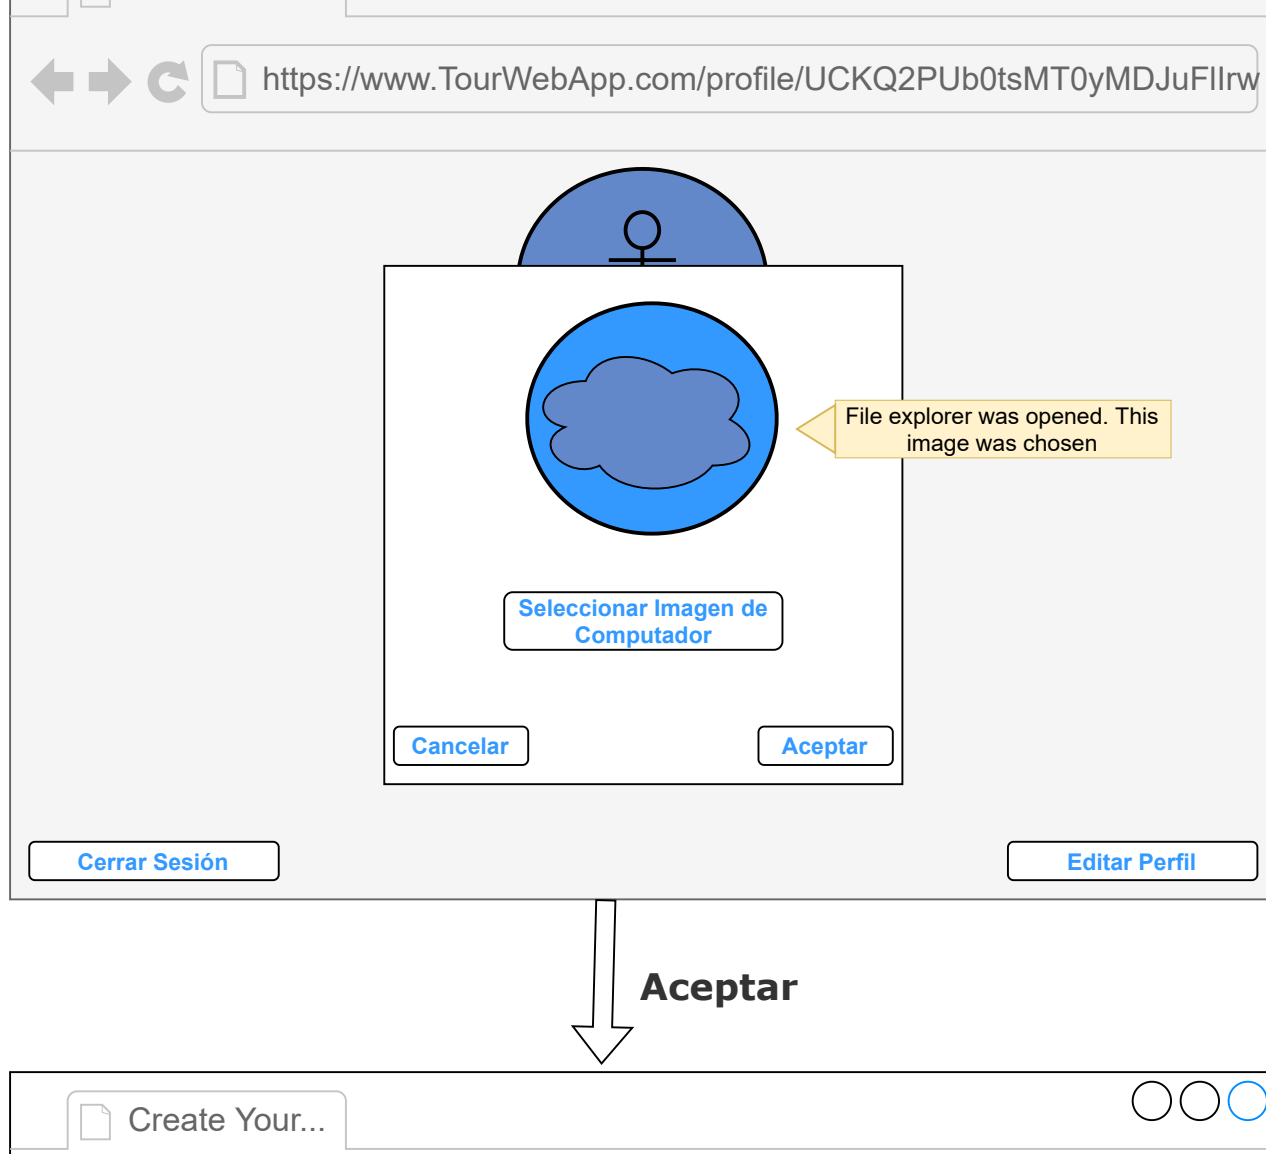 https://www.TourWebApp.com/profile/UCKQ2PUb0tsMT0yMDJuFlIrw
File explorer was opened. This
image was chosen
Seleccionar Imagen de
Computador
Cancelar
Aceptar
Cerrar Sesión
Editar Perfil
Aceptar
Create Your...